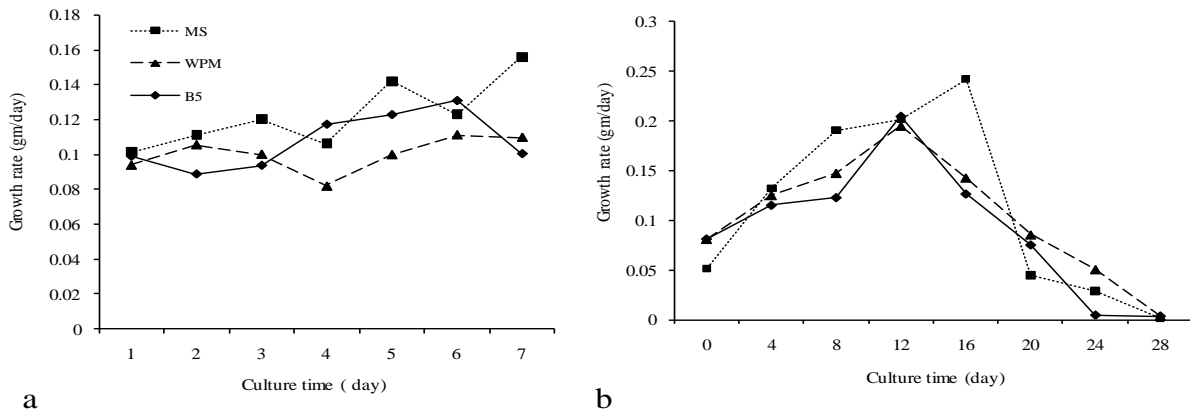 0.18
0.16
0.14
0.12
0.1
0.08
0.06
0.04
0.02
0
Growth rate (gm/day)
MS
WPM
B5
1 2 3 4 5 6 7
Culture time ( day)
a
0.3
0.25
0.2
0.15
0.1
0.05
0
Growth rate (gm/day)
0 4 8 12 16 20 24 28
Culture time (day)
b